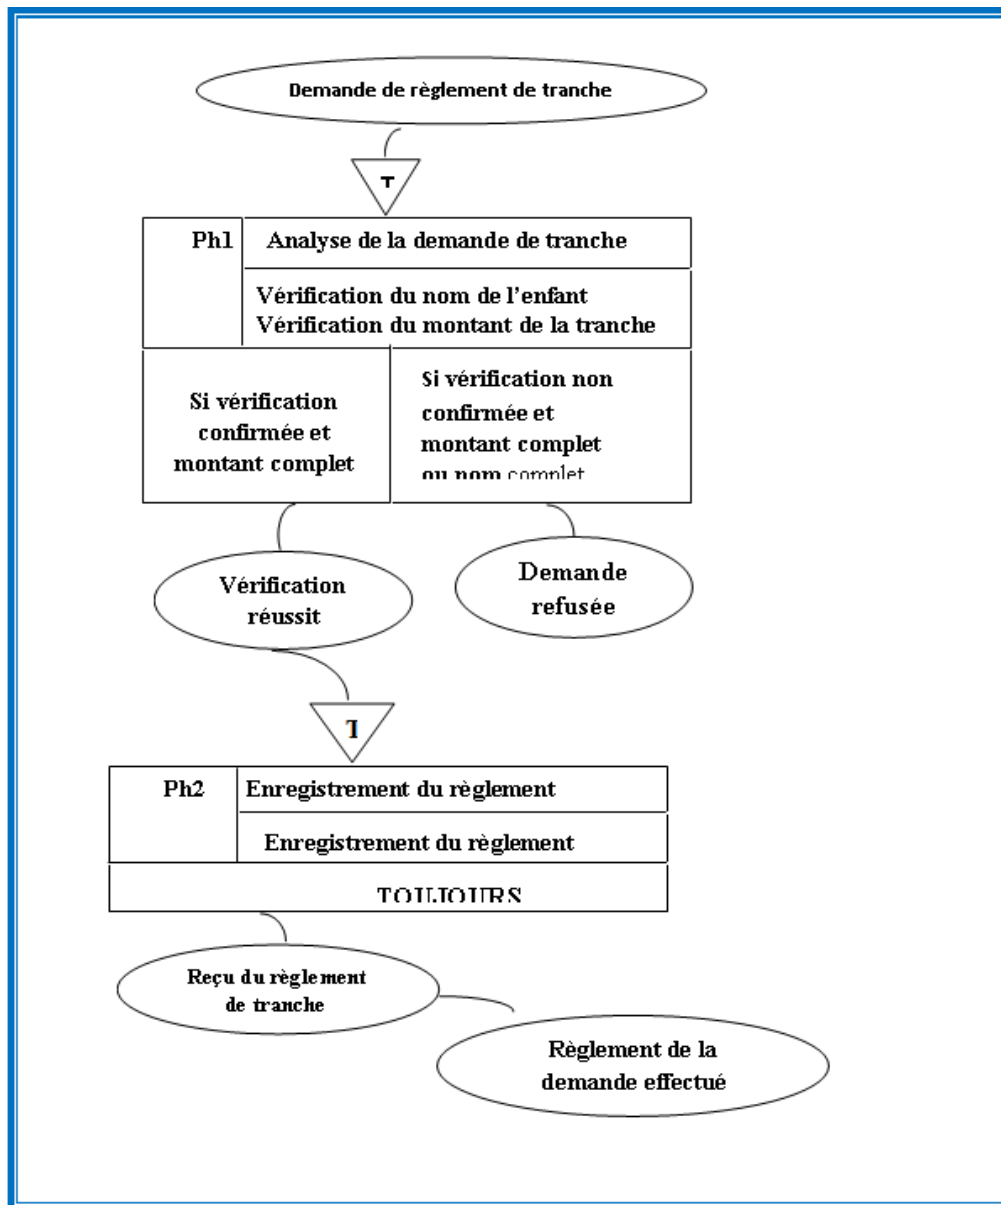 Demande de règlement de tranche
T
Ph1
Analyse de la demande de tranche
Vérification du nom de l'enfant
Vérification du montant de la tranche
Si vérification
confirmée et
montant complet
Si vérification non
confirmée et
montant complet
ou nom complet
Vérification
réussit
Demande
refusée
Ph2
Enregistrement du règlement
Enregistrement du règlement
TOUJOURS
Reçu du règlement
de tranche
Règlement de la
demande effectué